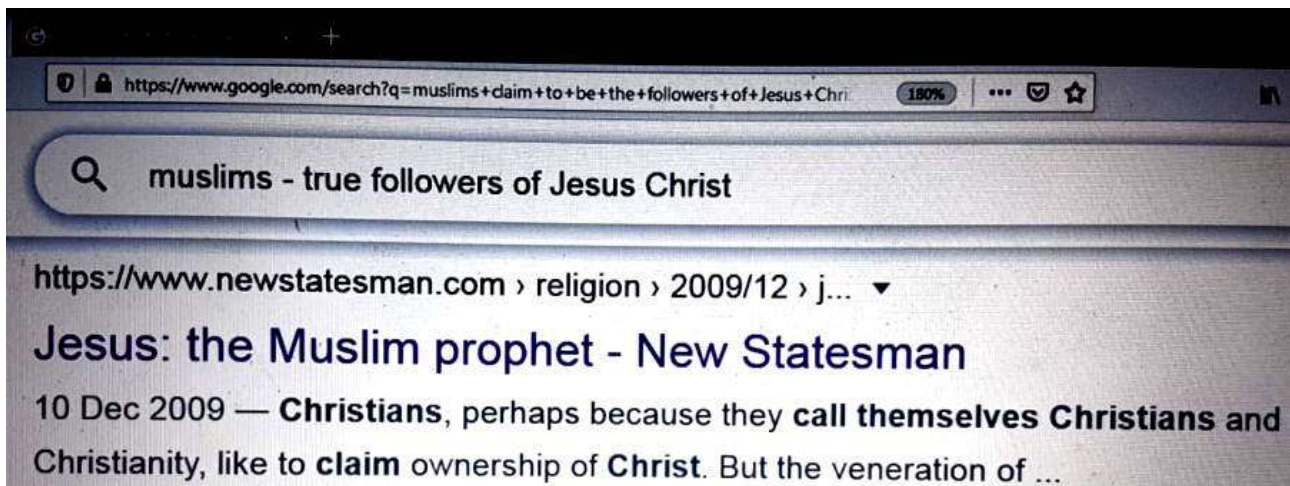 https://www.google.com/search?q=muslims+claim+to+be+the+followers+of+Jesus+Chri
180%
muslims - true followers of Jesus Christ
https://www.newstatesman.com › religion › 2009/12 › j...
Jesus: the Muslim prophet - New Statesman
10 Dec 2009 — Christians, perhaps because they call themselves Christians and
Christianity, like to claim ownership of Christ. But the veneration of ...